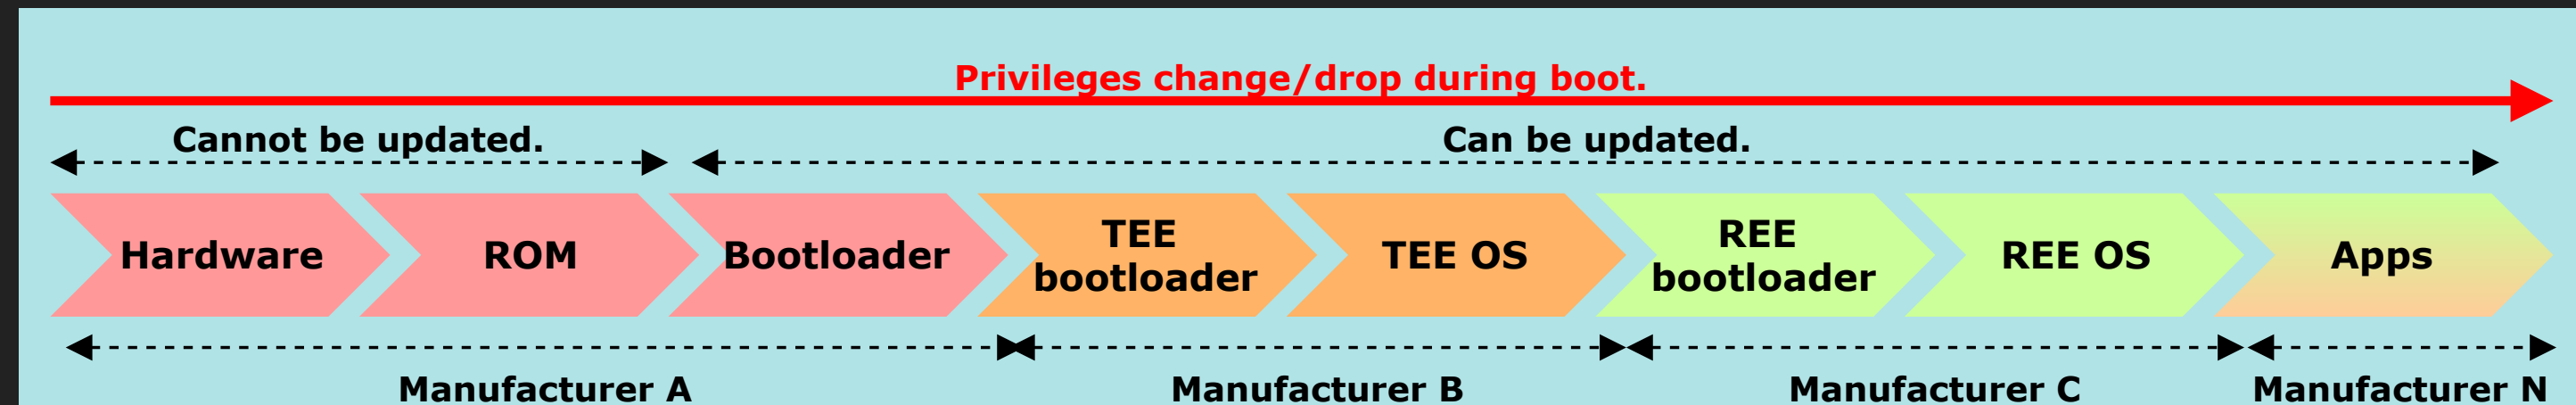 Privileges change/drop during boot.
Cannot be updated.
Can be updated.
Hardware
ROM
Bootloader
TEE
bootloader
TEE OS
REE
bootloader
REE OS
Apps
Manufacturer A
Manufacturer B
Manufacturer C
Manufacturer N